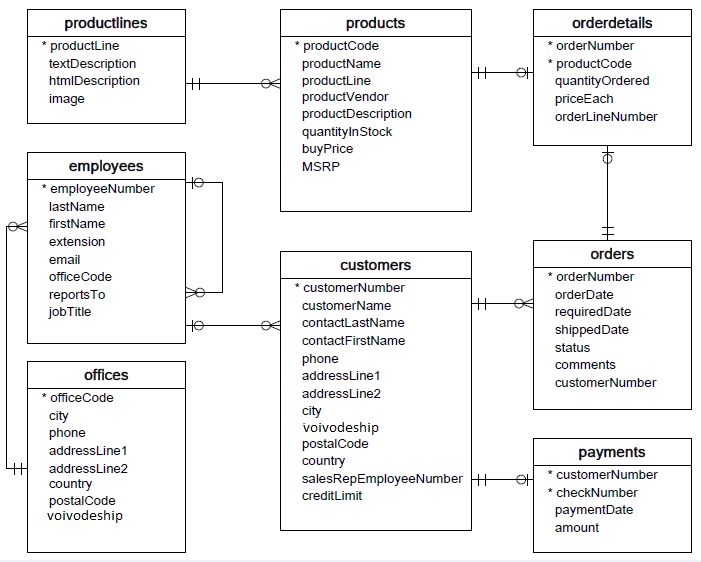 productlines
* productLine
textDescription
htmlDescription
image
products
* productCode
productName
productLine
productVendor
productDescription
quantityInStock
buyPrice
MSRP
orderdetails
* orderNumber
* productCode
quantityOrdered
priceEach
orderLineNumber
employees
* employeeNumber
lastName
firstName
extension
email
officeCode
reportsTo
jobTitle
customers
* customerNumber
customerName
contactLastName
contactFirstName
phone
addressLine1
addressLine2
city
voivodeship
postalCode
country
salesRepEmployeeNumber
creditLimit
orders
* orderNumber
orderDate
requiredDate
shippedDate
status
comments
customerNumber
offices
* officeCode
city
phone
addressLine1
addressLine2
country
postalCode
voivodeship
payments
* customerNumber
* checkNumber
paymentDate
amount